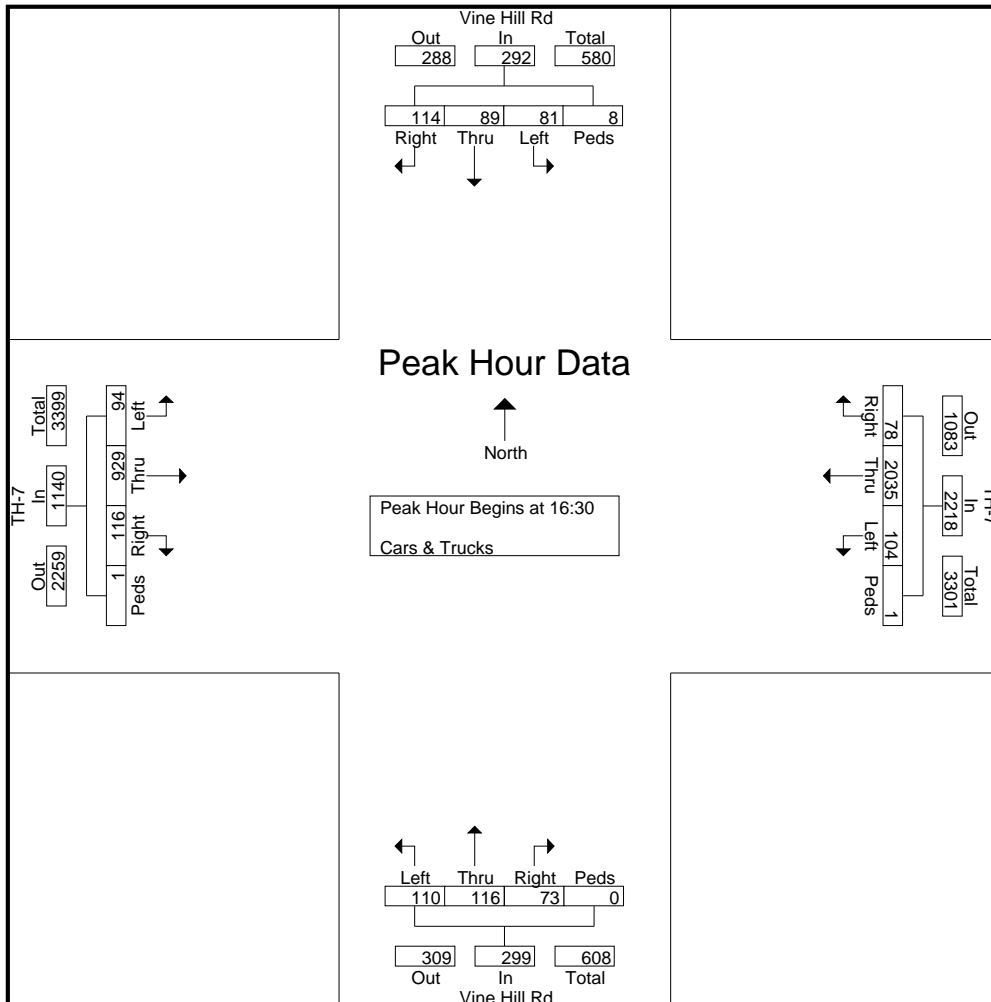 Vine Hill Rd
Out In Total
288 292 580
114 89 81 8
Right Thru Left Peds
Peak Hour Data
North
Peak Hour Begins at 16:30
Cars & Trucks
TH-7
Total In Out
3399 1140 2259
94 929 116 1
Left Thru Right Peds
TH-7
Out In Total
1083 2218 3301
78 2035 104 1
Right Thru Left Peds
Left Thru Right Peds
110 116 73 0
309 299 608
Out In Total
Vine Hill Rd